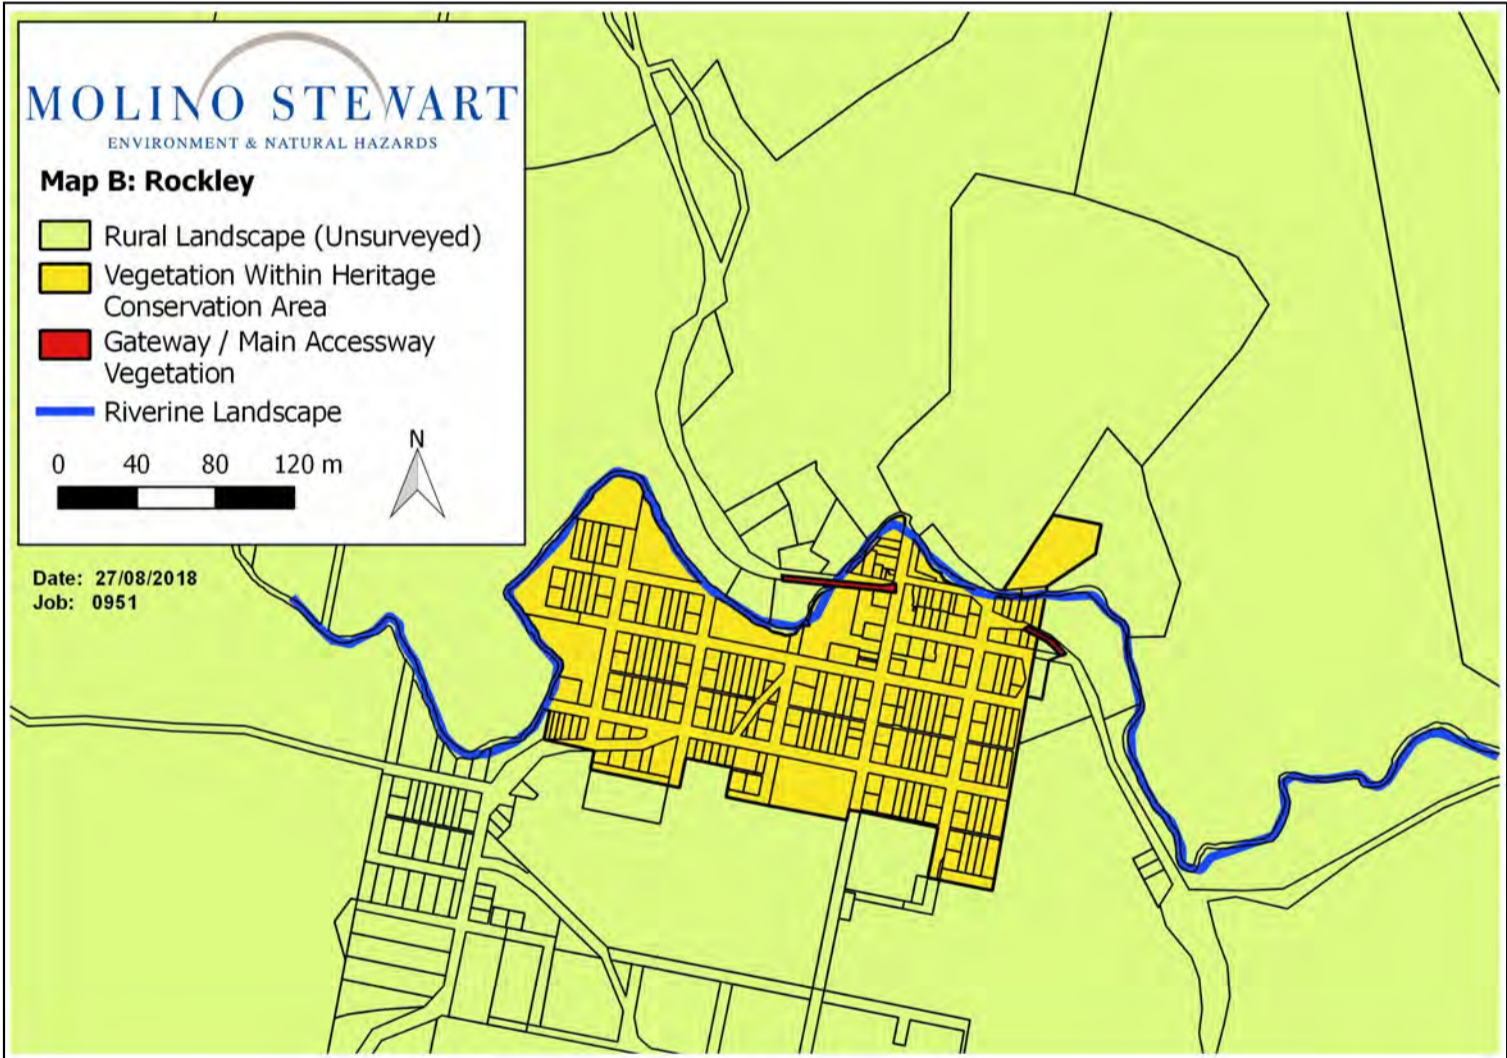 MOLINO STEWART
ENVIRONMENT & NATURAL HAZARDS
Map B: Rockley
Rural Landscape (Unsurveyed)
Vegetation Within Heritage
Conservation Area
Gateway / Main Accessway
Vegetation
Riverine Landscape
N
0 40 80 120 m
Date: 27/08/2018
Job: 0951